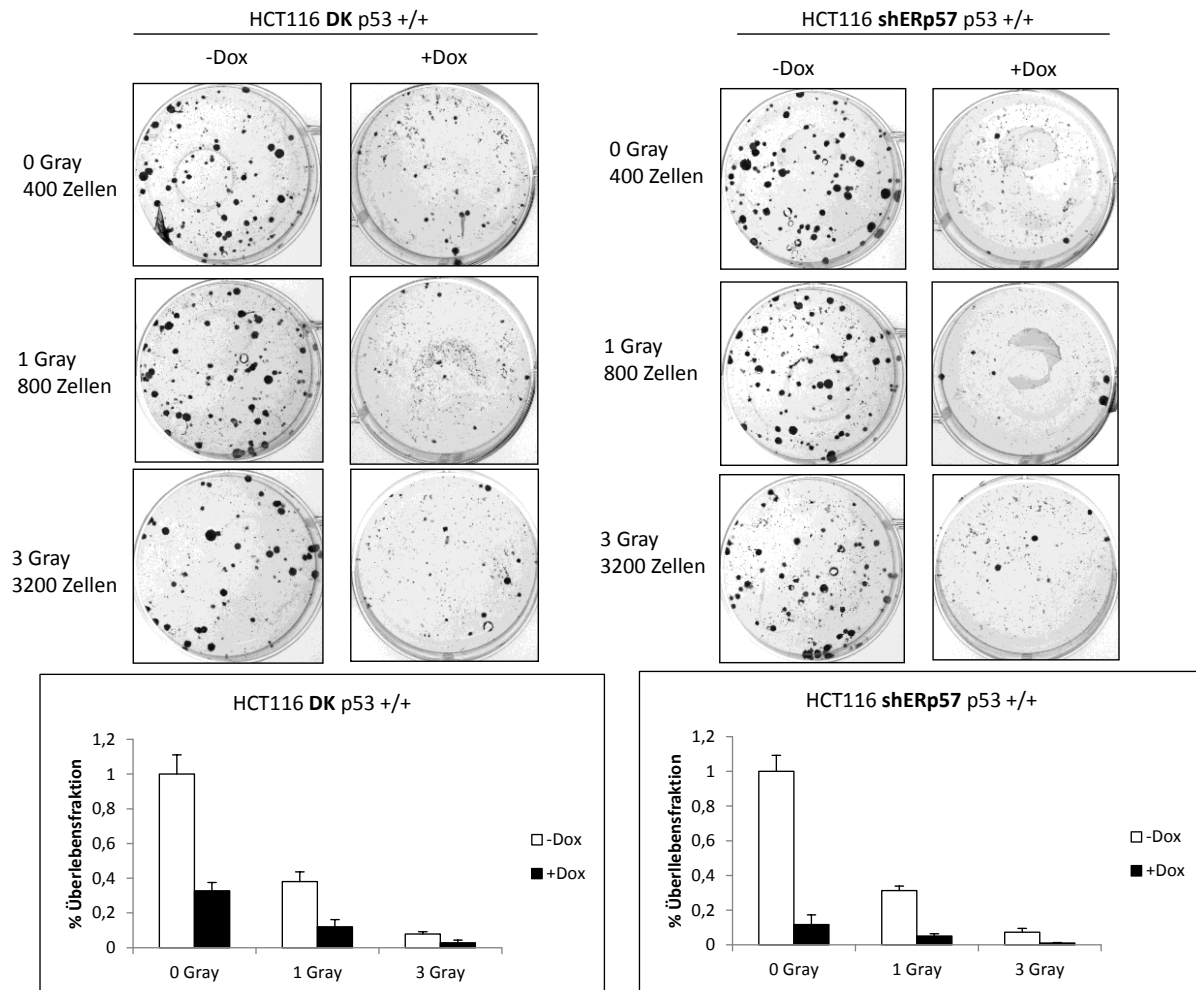 HCT116 DK p53 +/+
-Dox
+Dox
0 Gray
400 Zellen
1 Gray
800 Zellen
3 Gray
3200 Zellen
HCT116 shERp57 p53 +/+
-Dox
+Dox
0 Gray
400 Zellen
1 Gray
800 Zellen
3 Gray
3200 Zellen
HCT116 DK p53 +/+
% Überlebensfraktion
1,2
1
0,8
0,6
0,4
0,2
0
0 Gray
1 Gray
3 Gray
-Dox
+Dox
HCT116 shERp57 p53 +/+
% Überllebensfraktion
1,2
1
0,8
0,6
0,4
0,2
0
0 Gray
1 Gray
3 Gray
-Dox
+Dox